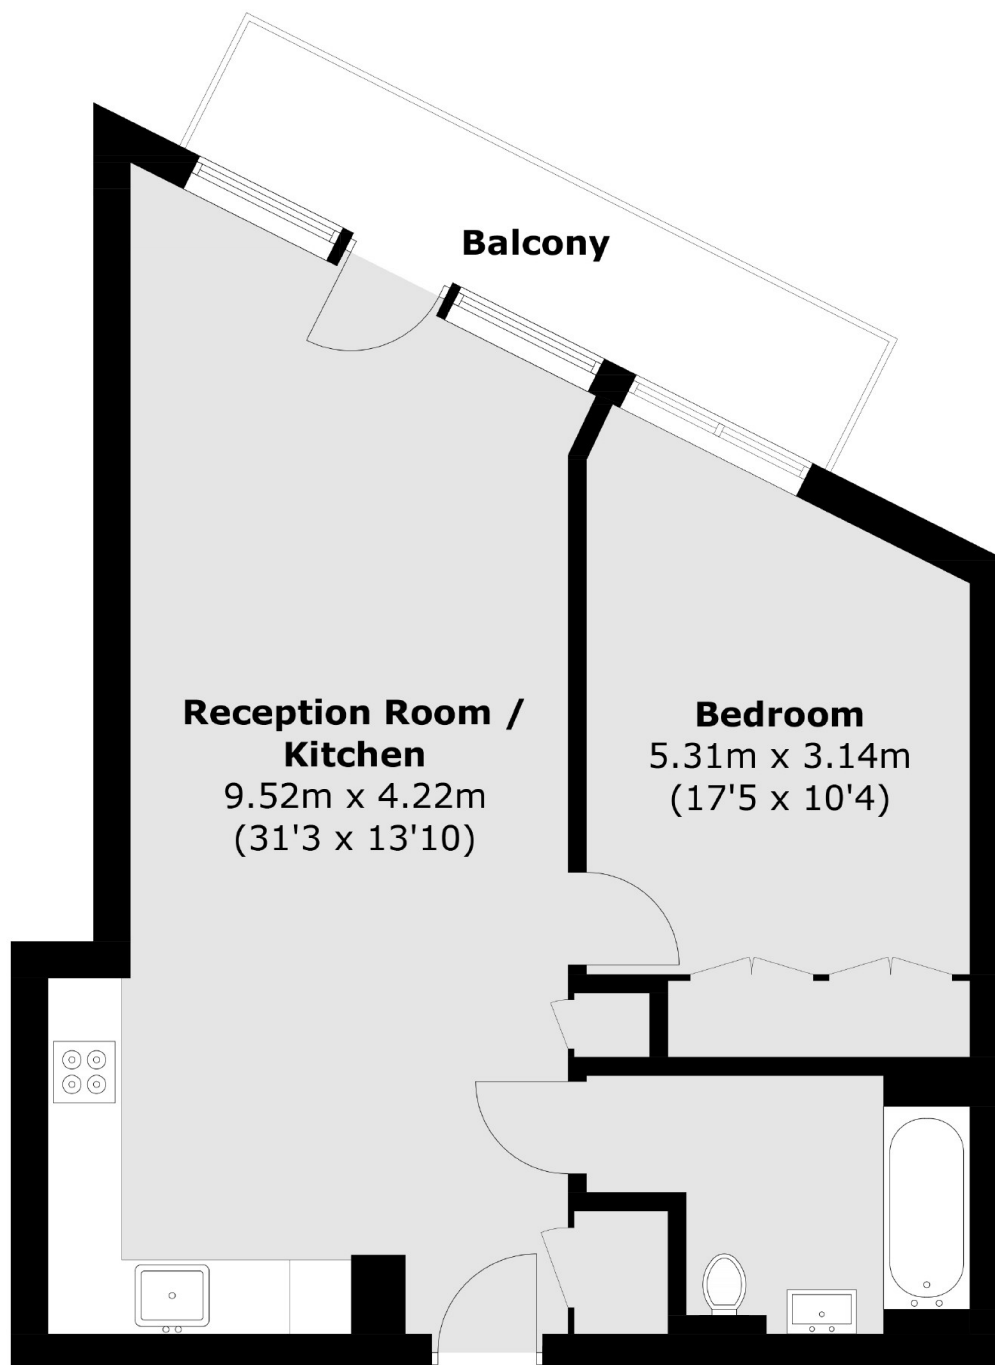 Balcony
Reception Room /
Kitchen
9.52m x 4.22m
(31'3 x 13'10)
Bedroom
5.31m x 3.14m
(17'5 x 10'4)